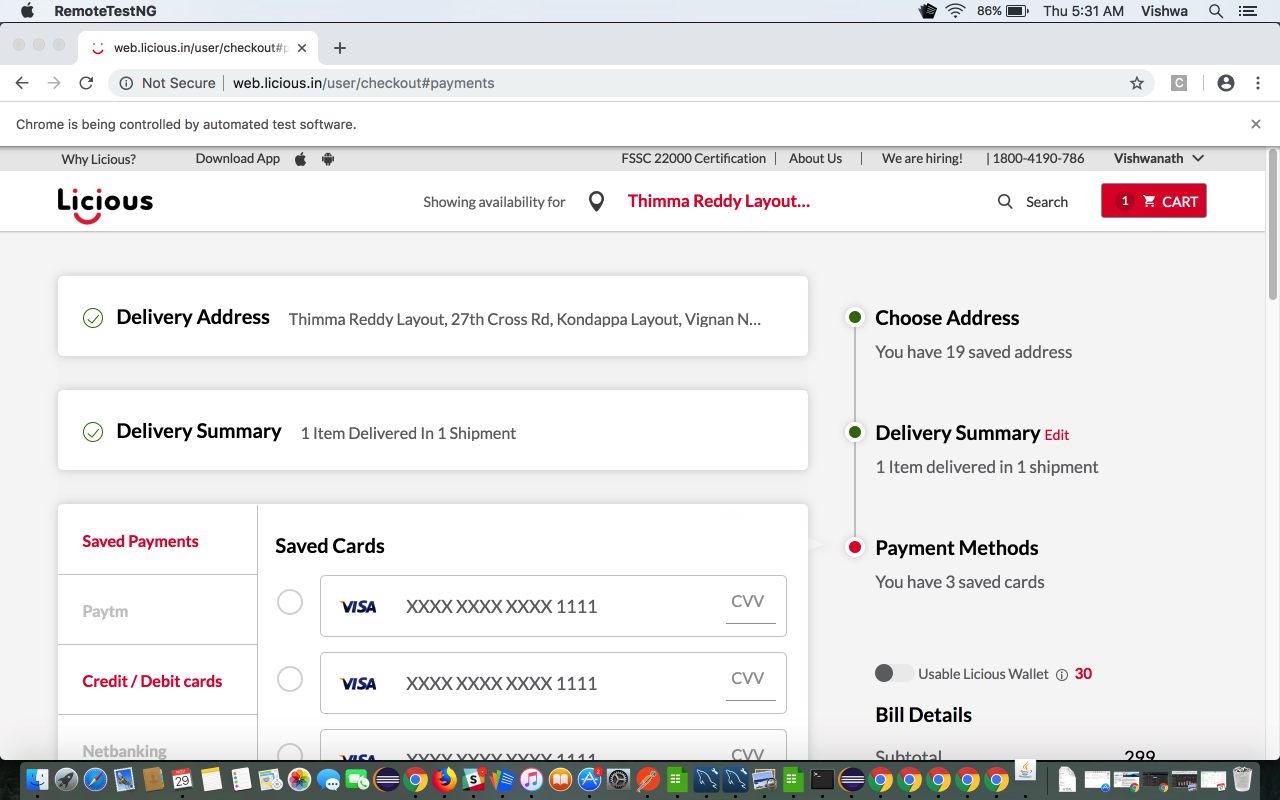 RemoteTestNG
86%
Thu 5:31 AM
Vishwa
web.licious.in/user/checkout#p
Not Secure
web.licious.in/user/checkout#payments
C
Chrome is being controlled by automated test software.
Why Licious?
Download App
FSSC 22000 Certification |
About Us |
We are hiring!
| 1800-4190-786
Vishwanath
Licious
Showing availability for
Thimma Reddy Layout...
Search
1 CART
Delivery Address
Thimma Reddy Layout, 27th Cross Rd, Kondappa Layout, Vignan N...
Delivery Summary
1 Item Delivered In 1 Shipment
Saved Payments
Paytm
Credit / Debit cards
Netbanking
Saved Cards
VISA XXXX XXXX XXXX 1111 CVV
VISA XXXX XXXX XXXX 1111 CVV
VISA XXXX XXXX XXXX 1111 CVV
Choose Address
You have 19 saved address
Delivery Summary Edit
1 Item delivered in 1 shipment
Payment Methods
You have 3 saved cards
Usable Licious Wallet 30
Bill Details
Subtotal 299
29